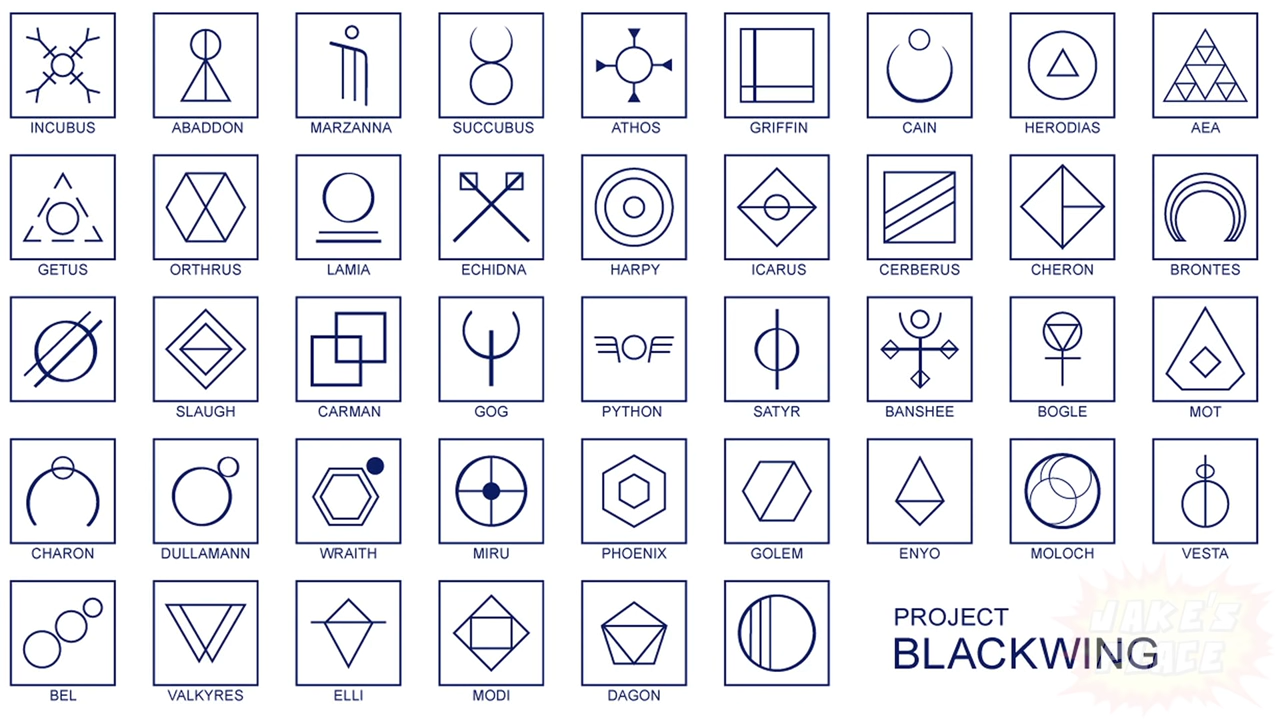 INCUBUS ABADDON MARZANNA SUCCUBUS ATHOS GRIFFIN CAIN HERODIAS AEA
GETUS ORTHRUS LAMIA ECHIDNA HARPY ICARUS CERBERUS CHERON BRONTES
SLAUGH CARMAN GOG PYTHON SATYR BANSHEE BOGLE MOT
CHARON DULLAMANN WRAITH MIRU PHOENIX GOLEM ENYO MOLOCH VESTA
BEL VALKYRES ELLI MODI DAGON
PROJECT
BLACKWING
JAKE'S
PLACE